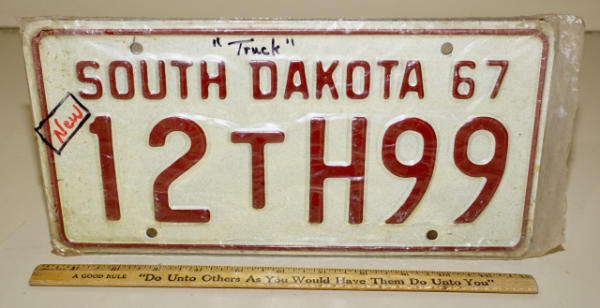 "Truck"
SOUTH DAKOTA 67
New
12TH99
A GOOD RULE "Do Unto Others As You Would Have Them Do Unto You"